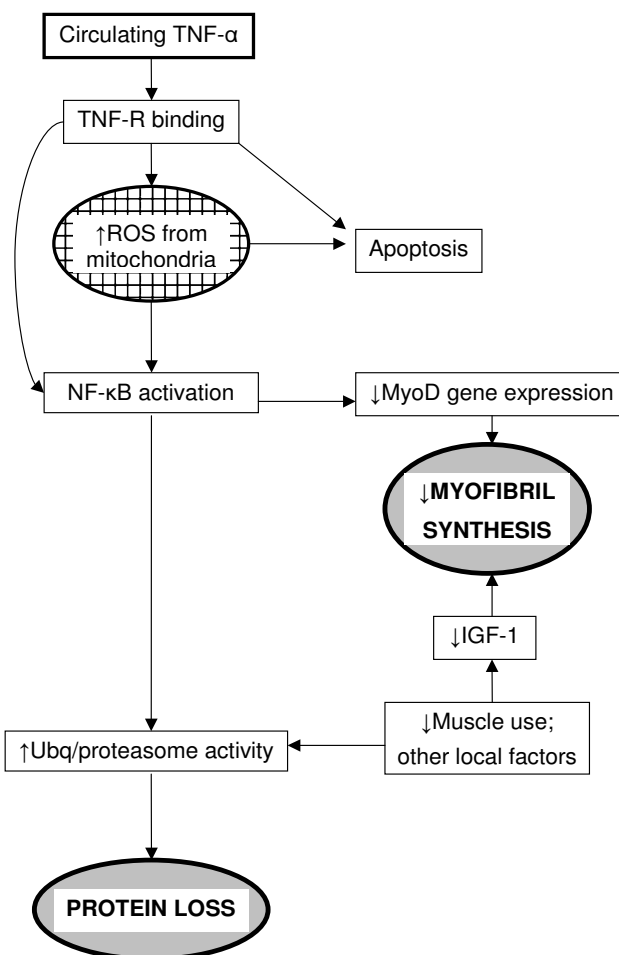 Circulating TNF-α
TNF-R binding
↑ROS from
mitochondria
Apoptosis
NF-κB activation
↓MyoD gene expression
↓MYOFIBRIL
SYNTHESIS
↓IGF-1
↓Muscle use;
other local factors
↑Ubq/proteasome activity
PROTEIN LOSS